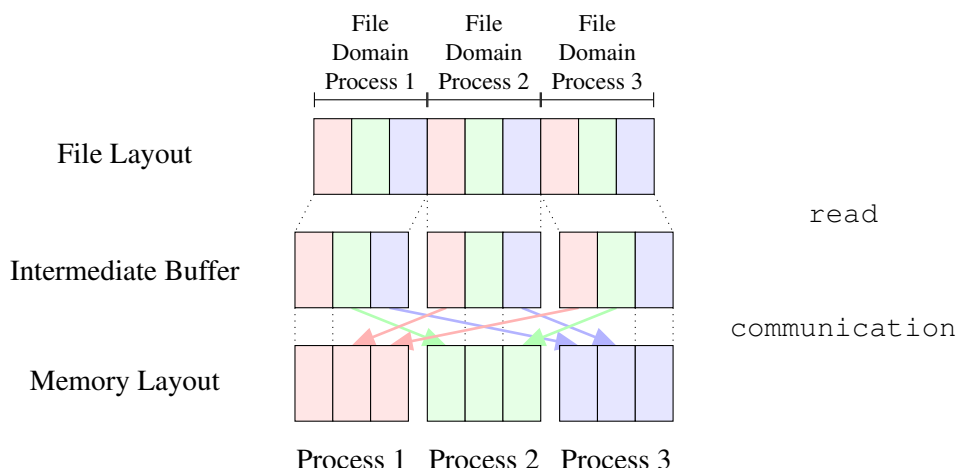 File File File
Domain Domain Domain
Process 1 Process 2 Process 3
File Layout
read
Intermediate Buffer
communication
Memory Layout
Process 1 Process 2 Process 3